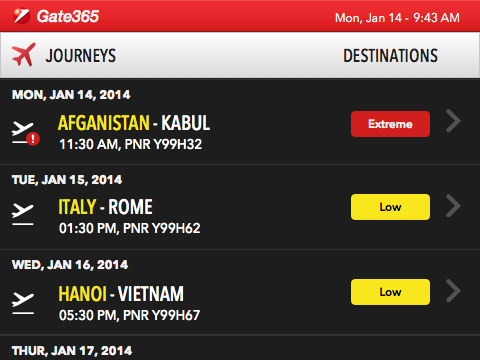 Gate365
Mon, Jan 14 - 9:43 AM
JOURNEYS
DESTINATIONS
MON, JAN 14, 2014
AFGANISTAN - KABUL
Extreme
11:30 AM, PNR Y99H32
TUE, JAN 15, 2014
ITALY - ROME
Low
01:30 PM, PNR Y99H62
WED, JAN 16, 2014
HANOI - VIETNAM
Low
05:30 PM, PNR Y99H67
THUR, JAN 17, 2014